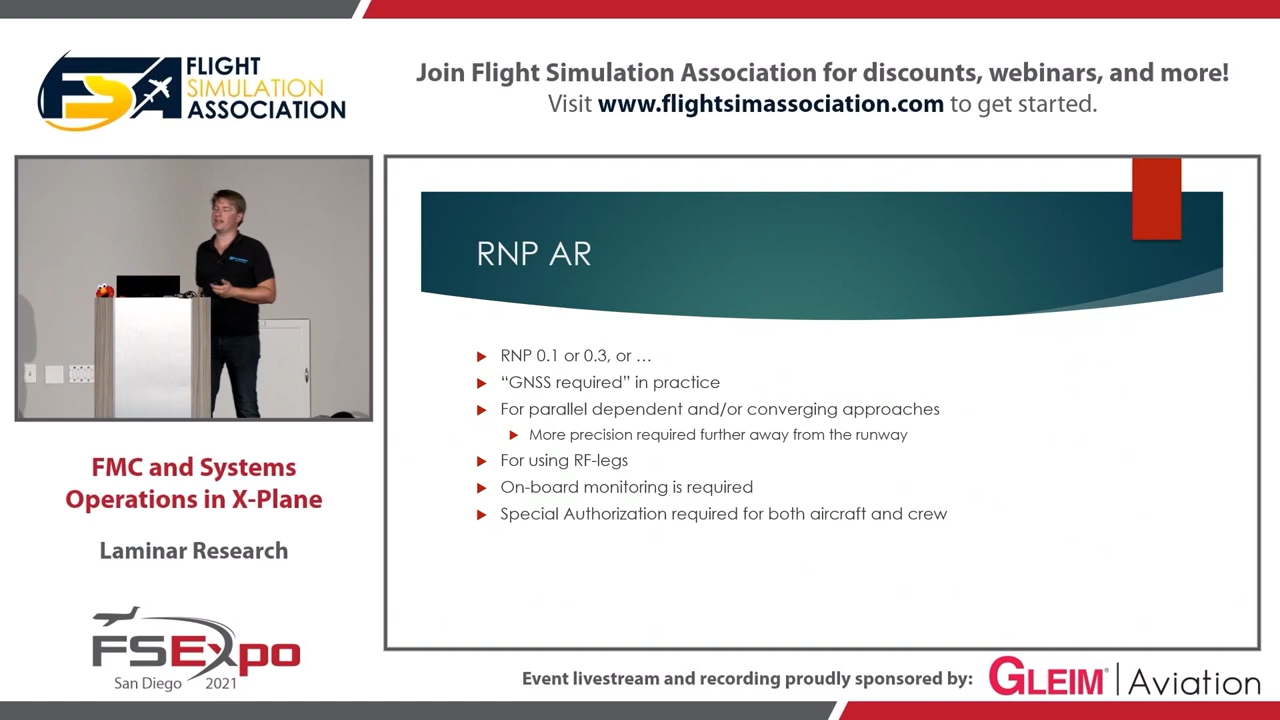 FLIGHT
SIMULATION
ASSOCIATION
Join Flight Simulation Association for discounts, webinars, and more!
Visit www.flightsimassociation.com to get started.
RNP AR
RNP 0.1 or 0.3, or …
“GNSS required” in practice
For parallel dependent and/or converging approaches
More precision required further away from the runway
For using RF-legs
On-board monitoring is required
Special Authorization required for both aircraft and crew
FMC and Systems
Operations in X-Plane
Laminar Research
FSExpo
San Diego 2021
Event livestream and recording proudly sponsored by:
GLEIM® | Aviation